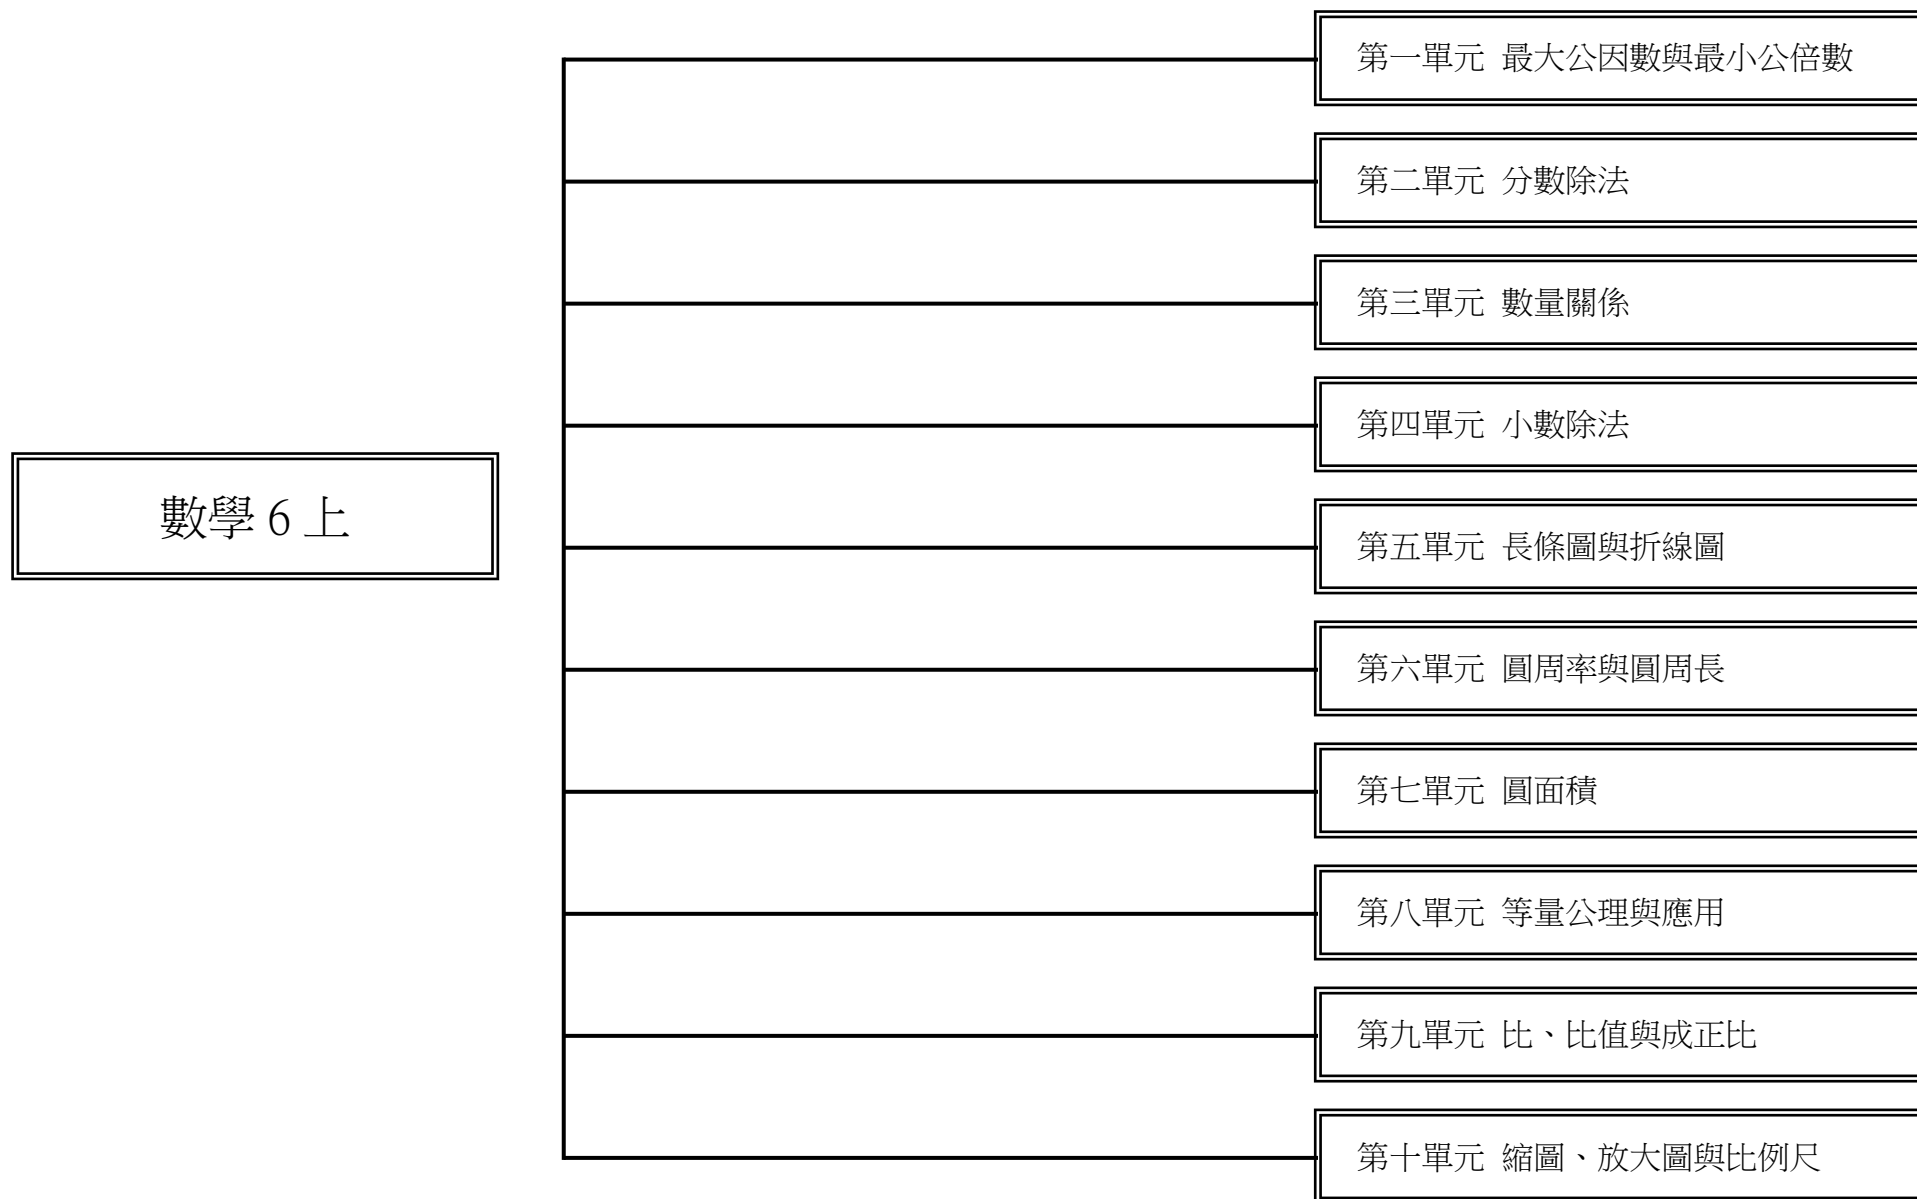 第一單元 最大公因數與最小公倍數
第二單元 分數除法
第三單元 數量關係
第四單元 小數除法
數學 6 上
第五單元 長條圖與折線圖
第六單元 圓周率與圓周長
第七單元 圓面積
第八單元 等量公理與應用
第九單元 比、比值與成正比
第十單元 縮圖、放大圖與比例尺